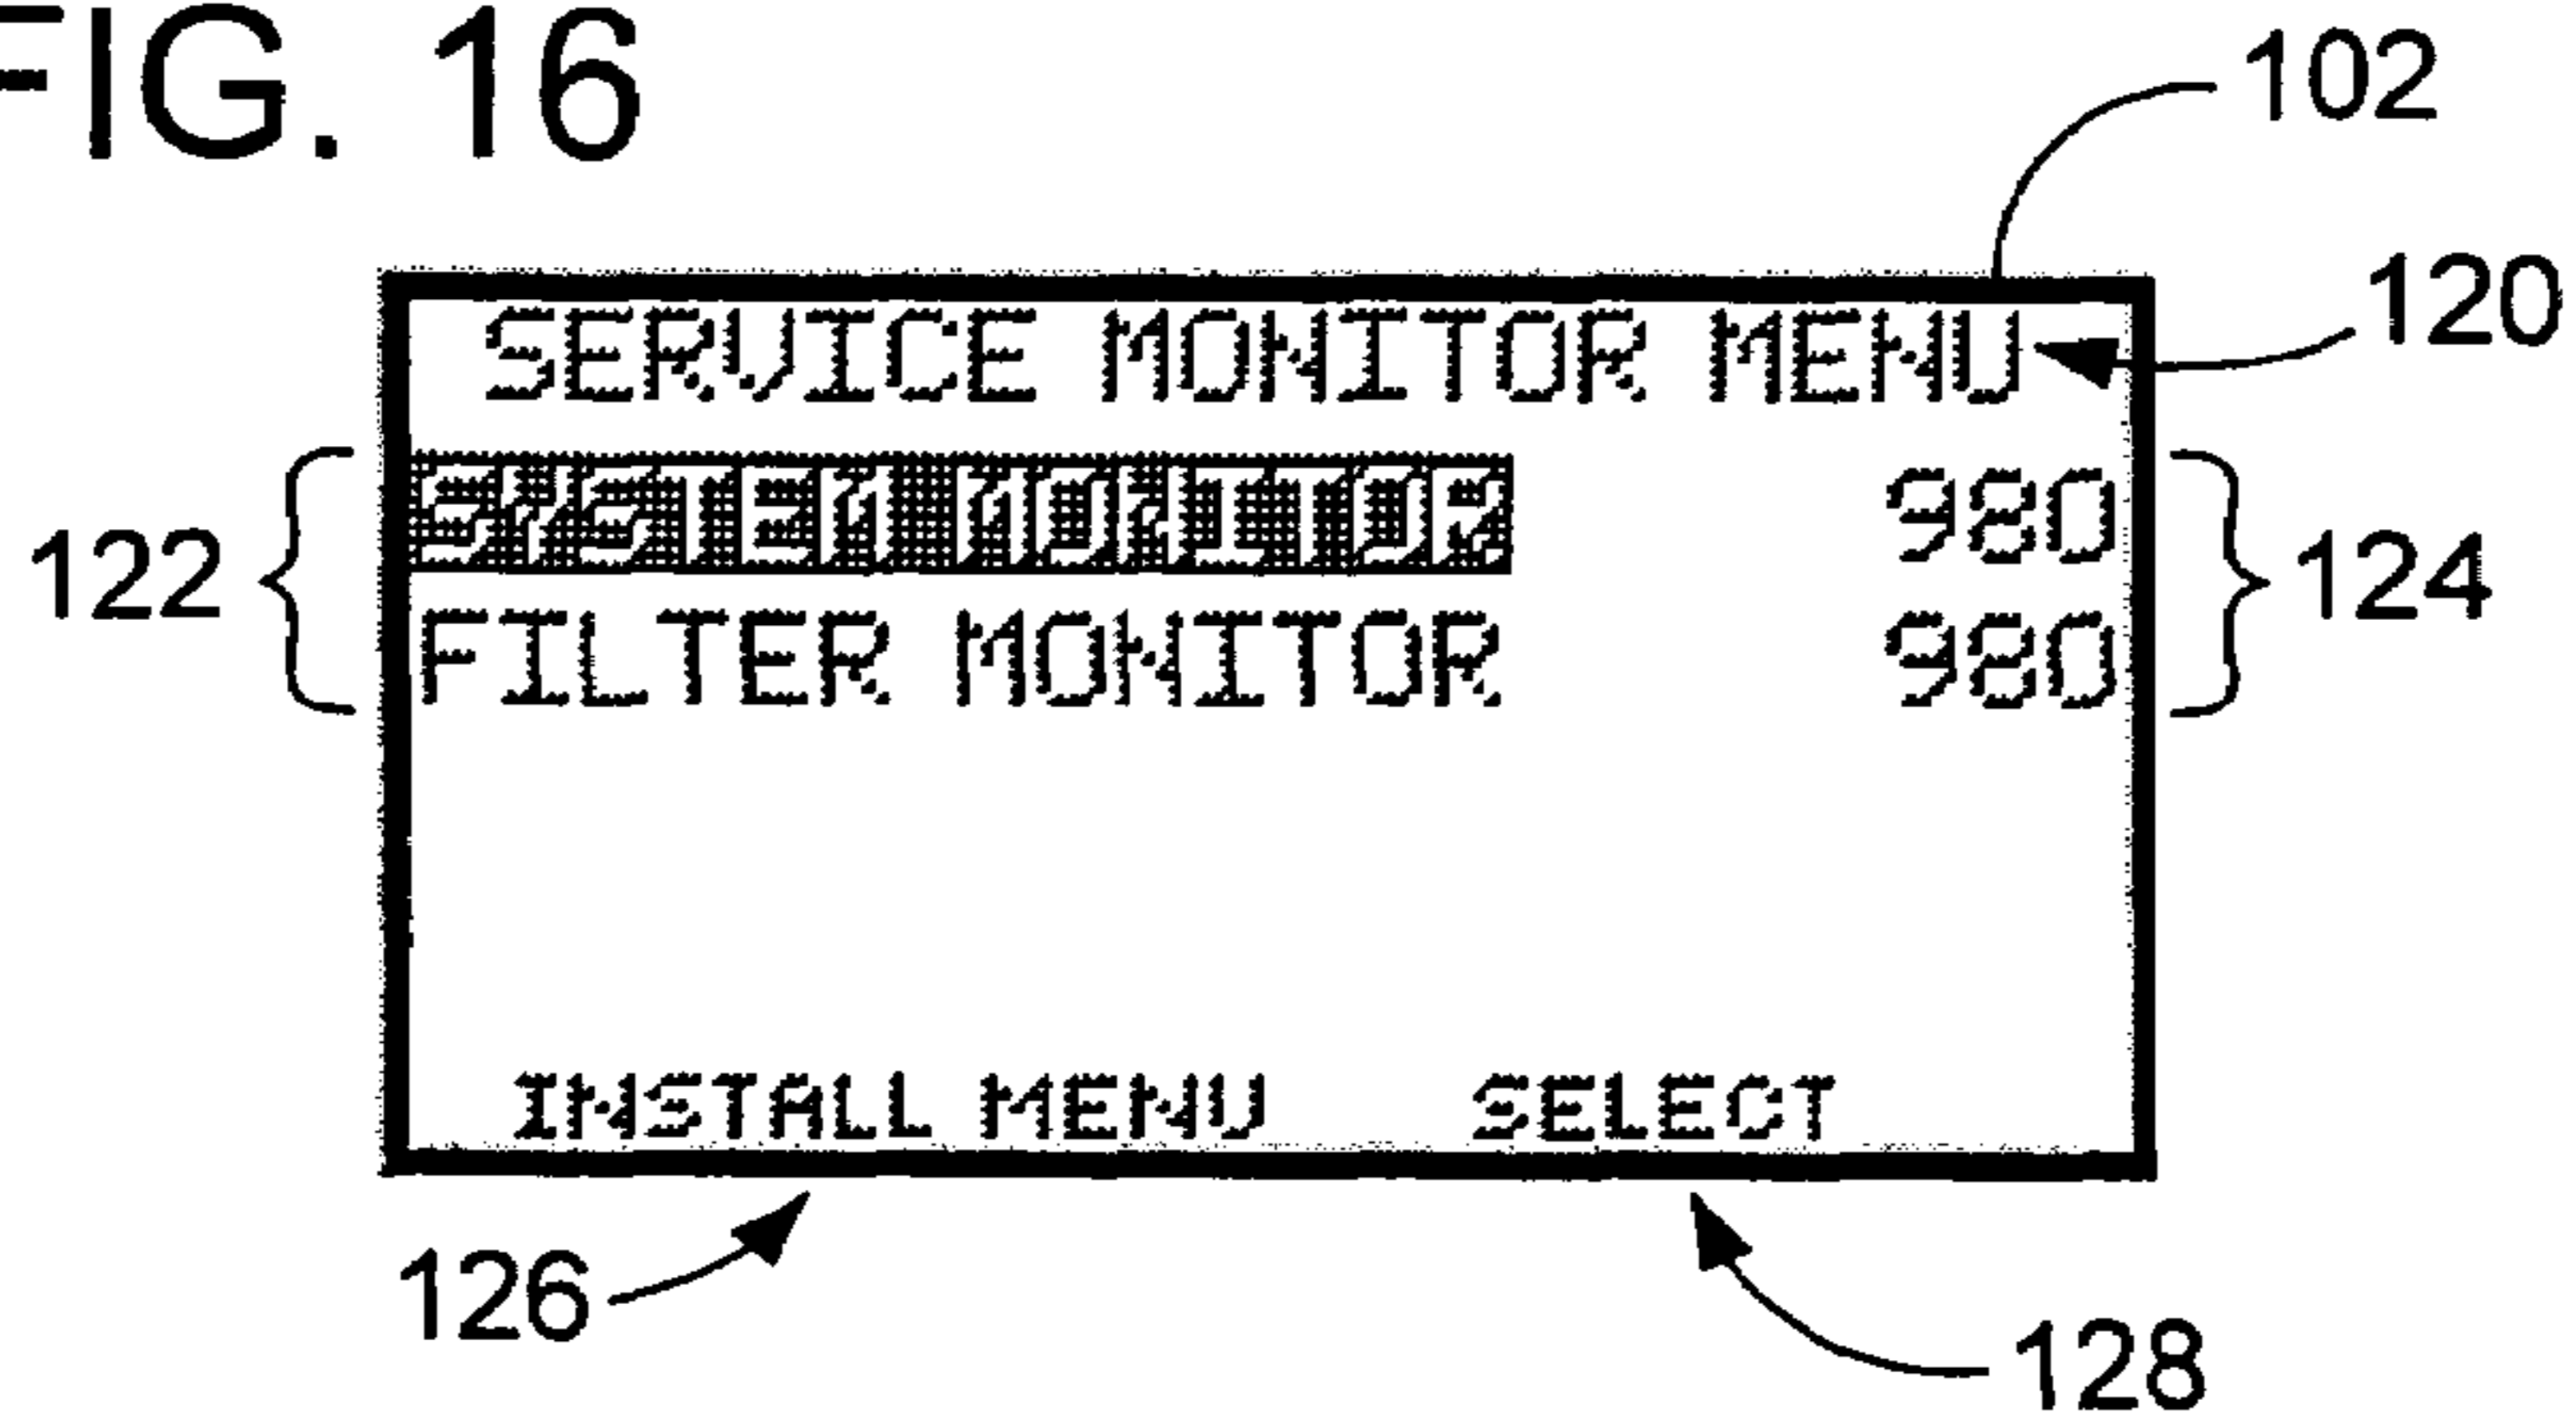 FIG. 16
102
120
SERVICE MONITOR MENU
122
SYSTEM MONITOR 980
124
FILTER MONITOR 980
INSTALL MENU SELECT
126
128